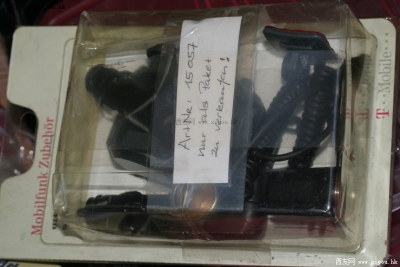 Mobilfunk Zubehör
Art.Nr.: 15057
nur als Paket
zu verkaufen!
T · · Mobile · · ·